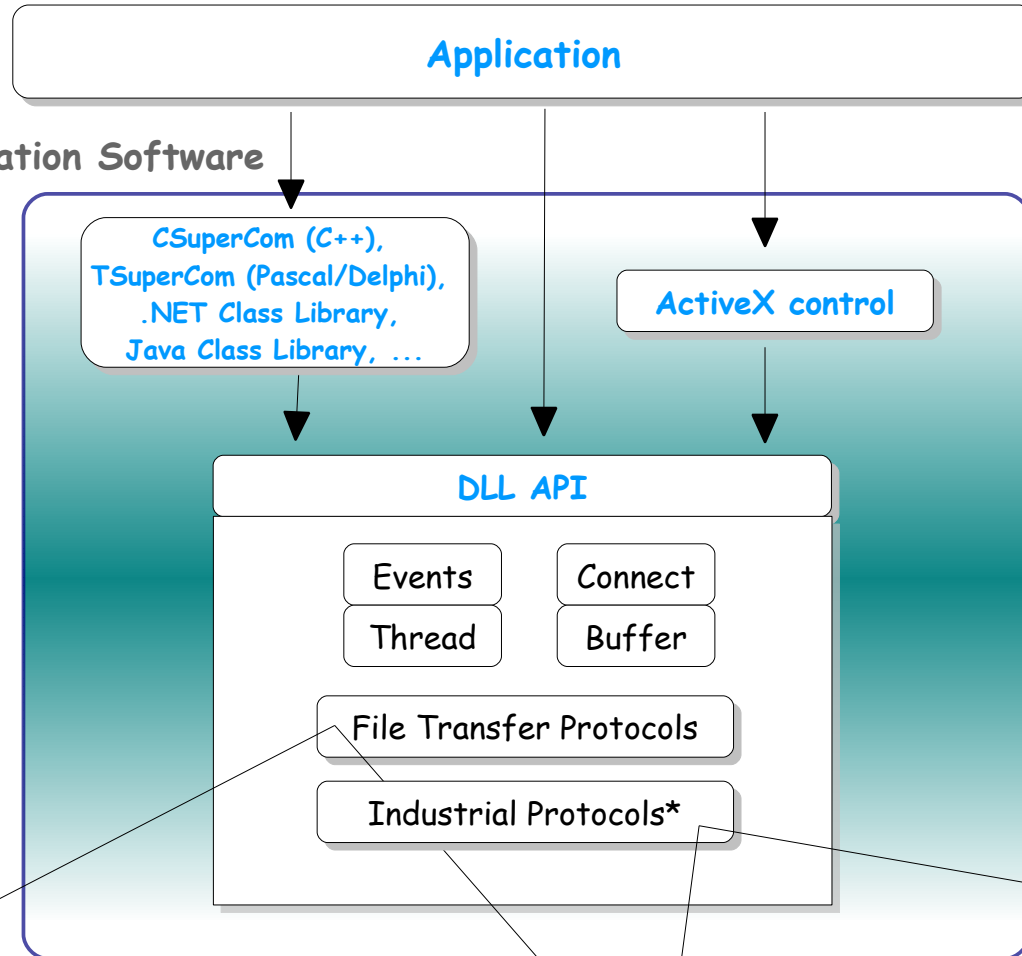 Application
ation Software
CSuperCom (C++),
TSuperCom (Pascal/Delphi),
.NET Class Library,
Java Class Library, ...
ActiveX control
DLL API
Events
Connect
Thread
Buffer
File Transfer Protocols
Industrial Protocols*